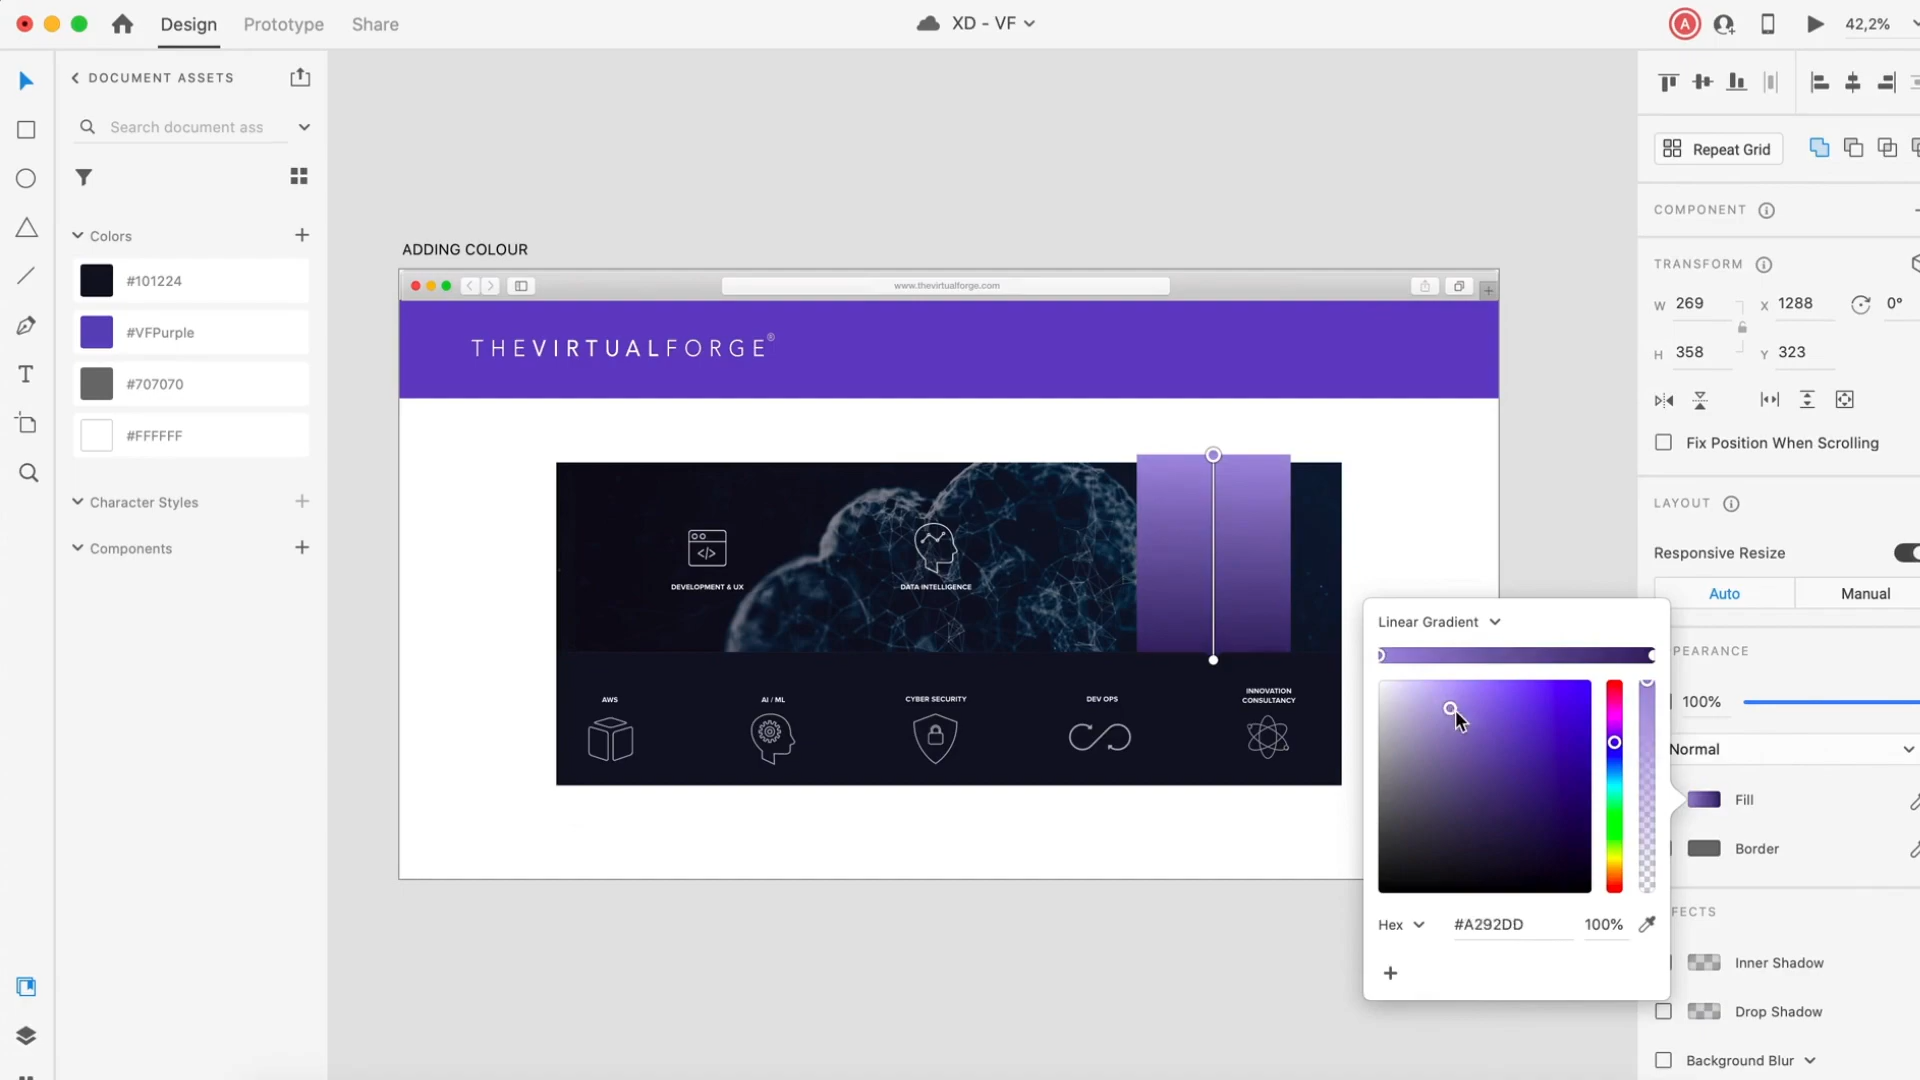 Design
Prototype
Share
XD - VF
A
42,2%
DOCUMENT ASSETS
Search document ass
Repeat Grid
Colors
COMPONENT
#101224
ADDING COLOUR
TRANSFORM
www.thevirtualforge.com
W 269
X 1288
0°
#VFPurple
THEVIRTUALFORGE®
H 358
Y 323
#707070
#FFFFFF
Fix Position When Scrolling
Character Styles
LAYOUT
Components
Responsive Resize
DEVELOPMENT & UX
DATA INTELLIGENCE
Auto
Manual
Linear Gradient
PEARANCE
AWS
AI / ML
CYBER SECURITY
DEV OPS
INNOVATION
CONSULTANCY
100%
Normal
Fill
Border
Hex
#A292DD
100%
FECTS
Inner Shadow
Drop Shadow
Background Blur